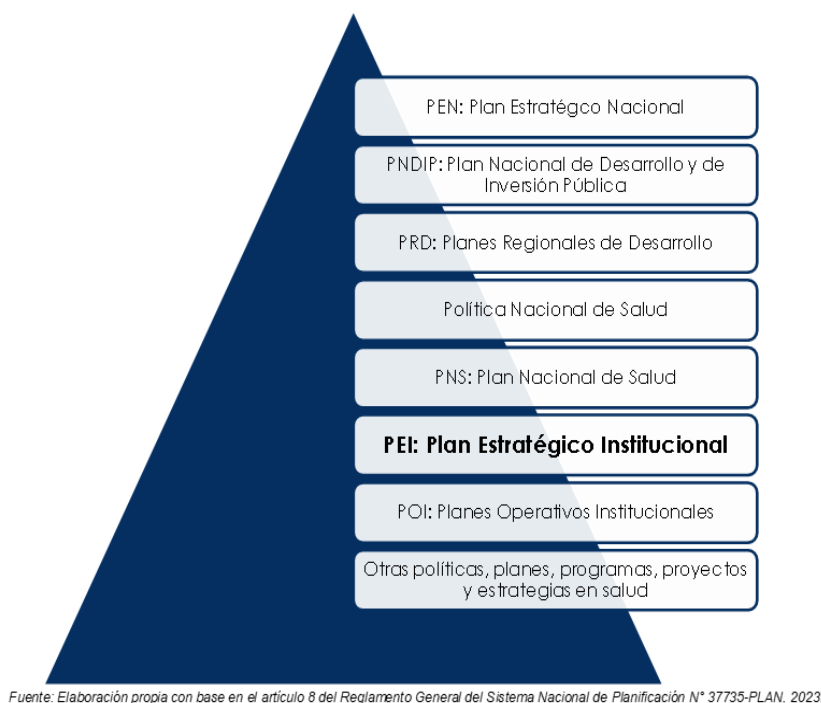 PEN: Plan Estratégco Nacional
PNDIP: Plan Nacional de Desarrollo y de
Inversión Pública
PRD: Planes Regionales de Desarrollo
Política Nacional de Salud
PNS: Plan Nacional de Salud
PEI: Plan Estratégico Institucional
POI: Planes Operativos Institucionales
Otras políticas, planes, programas, proyectos
y estrategias en salud
Fuente: Elaboración propia con base en el artículo 8 del Reglamento General del Sistema Nacional de Planificación N° 37735-PLAN, 2023